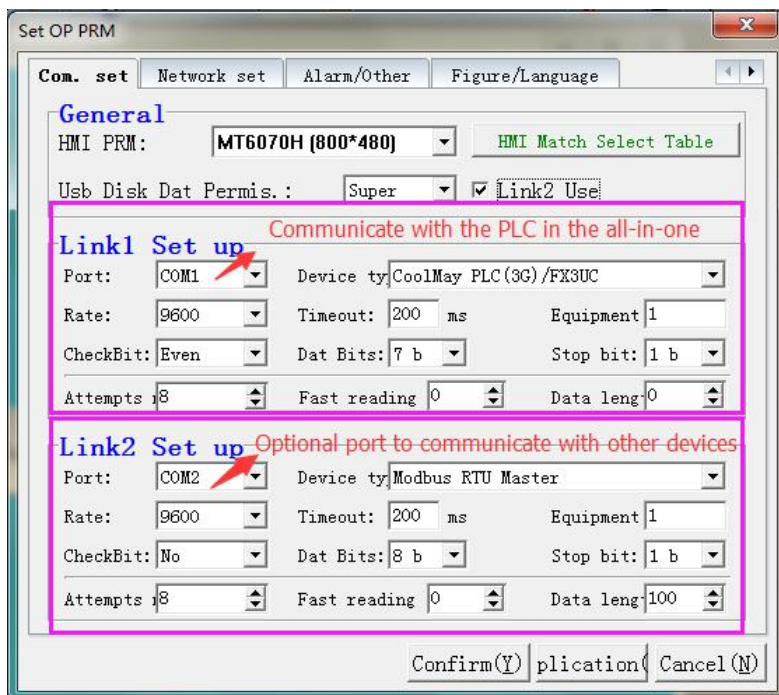 Set OP PRM
Com. set Network set Alarm/Other Figure/Language
General
HMI PRM: MT6070H (800*480) HMI Match Select Table
Usb Disk Dat Permis.: Super Link2 Use
Communicate with the PLC in the all-in-one
Link1 Set up
Port: COM1 Device ty CoolMay PLC(3G)/FX3UC
Rate: 9600 Timeout: 200 ms Equipment 1
CheckBit: Even Dat Bits: 7 b Stop bit: 1 b
Attempts 8 Fast reading 0 Data leng 0
Link2 Set up Optional port to communicate with other devices
Port: COM2 Device ty Modbus RTU Master
Rate: 9600 Timeout: 200 ms Equipment 1
CheckBit: No Dat Bits: 8 b Stop bit: 1 b
Attempts 8 Fast reading 0 Data leng 100
Confirm(Y) plication( Cancel(N)